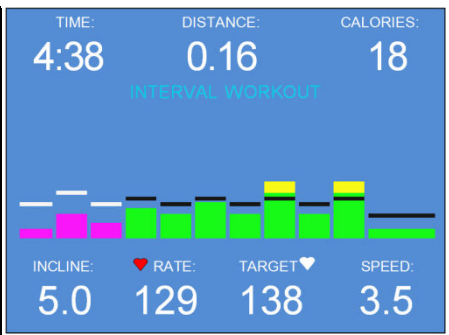 TIME: DISTANCE: CALORIES:
4:38 0.16 18
INTERVAL WORKOUT
INCLINE: RATE: TARGET SPEED:
5.0 129 138 3.5